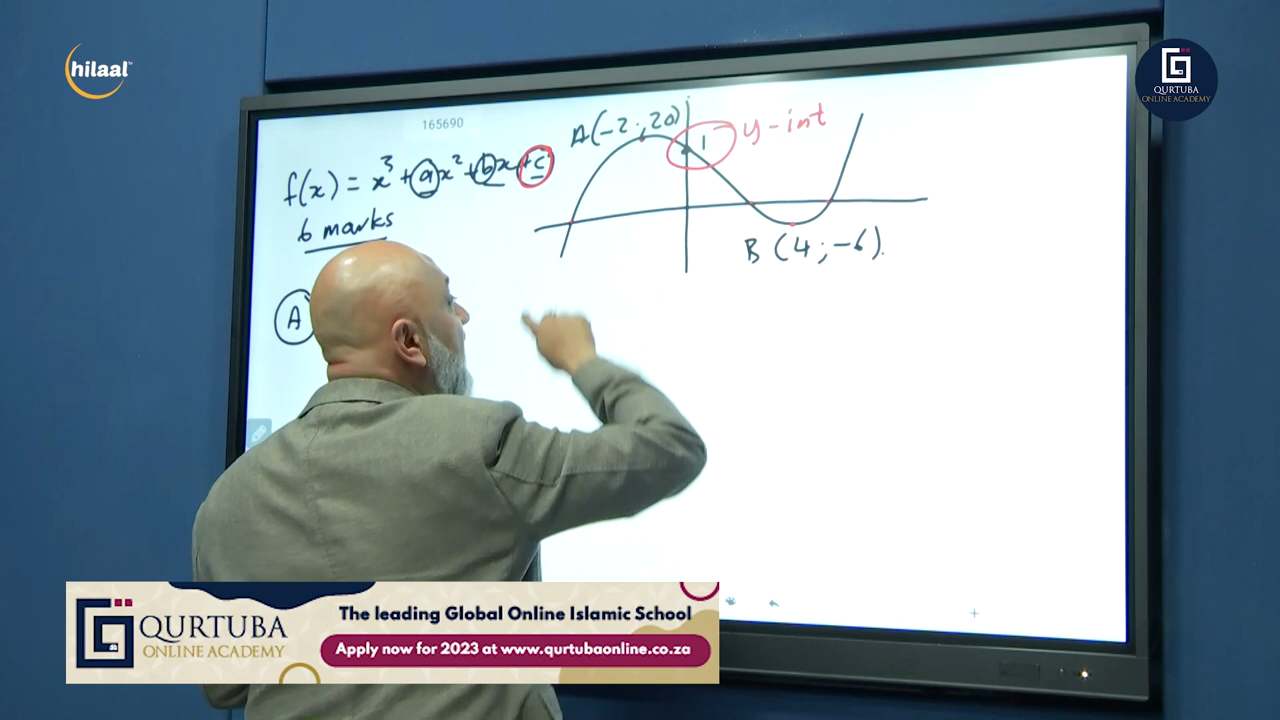 hilaal
QURTUBA
ONLINE ACADEMY
165690
f(x) = x³ + ax² + bx + c
6 marks
A(-2 ; 20)
1
y-int
B (4 ; -6).
A
QURTUBA
ONLINE ACADEMY
The leading Global Online Islamic School
Apply now for 2023 at www.qurtubaonline.co.za